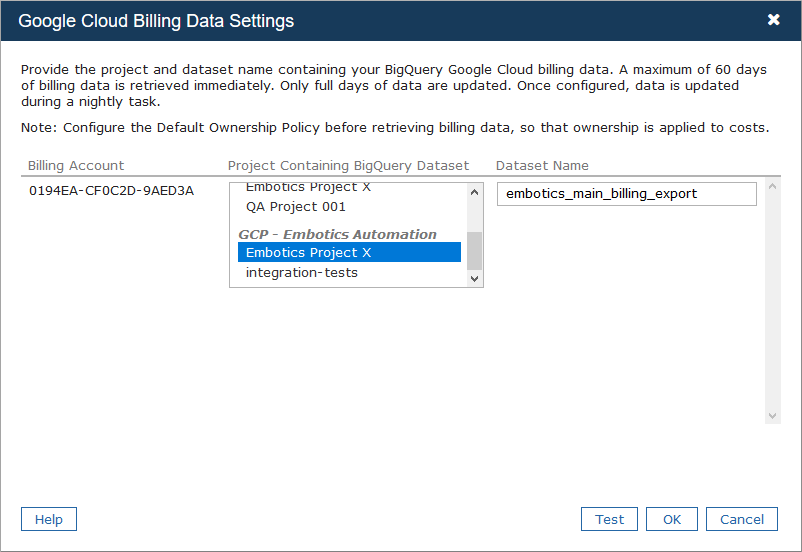 Google Cloud Billing Data Settings
Provide the project and dataset name containing your BigQuery Google Cloud billing data. A maximum of 60 days
of billing data is retrieved immediately. Only full days of data are updated. Once configured, data is updated
during a nightly task.
Note: Configure the Default Ownership Policy before retrieving billing data, so that ownership is applied to costs.
Billing Account Project Containing BigQuery Dataset Dataset Name
0194EA-CF0C2D-9AED3A
Embotics Project X
QA Project 001
GCP - Embotics Automation
Embotics Project X
integration-tests
embotics_main_billing_export
Help Test OK Cancel